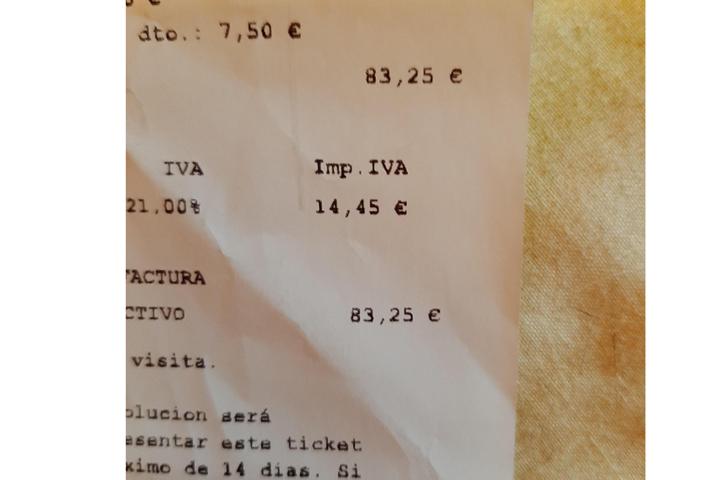 dto.: 7,50 €
83,25 €
IVA Imp.IVA
21,00% 14,45 €
FACTURA
CTIVO 83,25 €
visita.
olucion será
esentar este ticket
ximo de 14 dias. Si